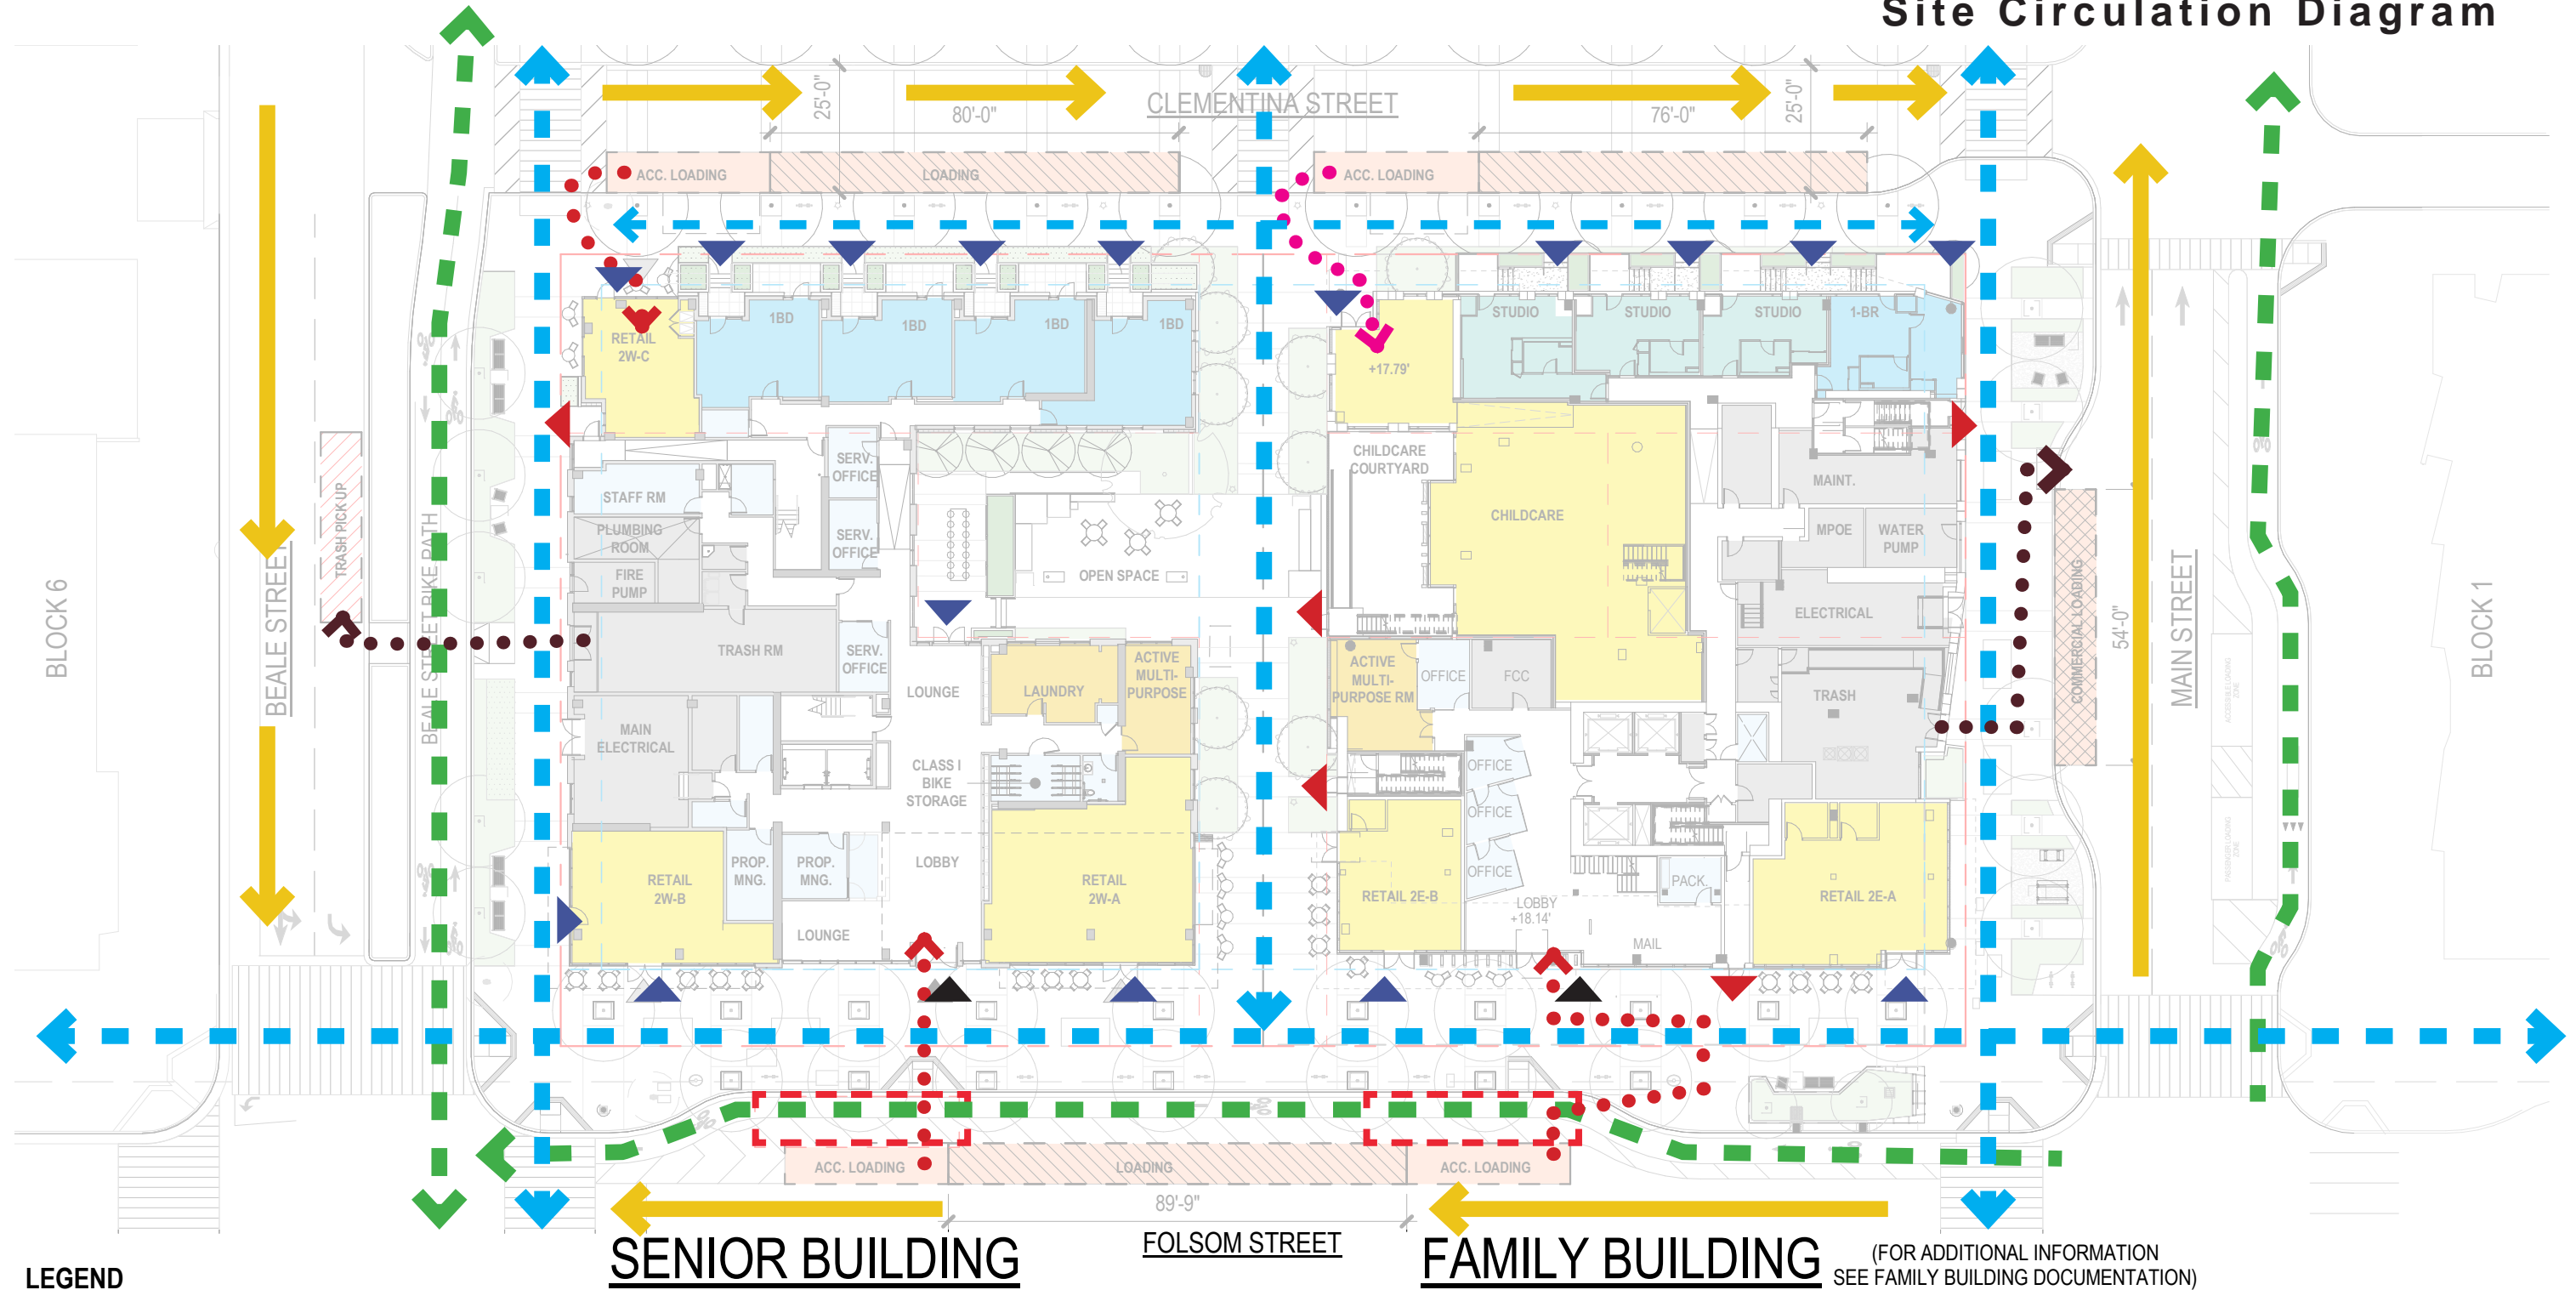 Site Circulation Diagram
CLEMENTINA STREET
25'-0"
80'-0"
76'-0"
25'-0"
ACC. LOADING
LOADING
ACC. LOADING
RETAIL
2W-C
1BD
1BD
1BD
1BD
+17.79'
STUDIO
STUDIO
STUDIO
1-BR
BLOCK 6
BEALE STREET
TRASH PICK UP
BEALE STREET BIKE PATH
STAFF RM
PLUMBING
ROOM
FIRE
PUMP
SERV.
OFFICE
SERV.
OFFICE
OPEN SPACE
TRASH RM
SERV.
OFFICE
LOUNGE
LAUNDRY
ACTIVE
MULTI-
PURPOSE
MAIN
ELECTRICAL
CLASS I
BIKE
STORAGE
RETAIL
2W-B
PROP.
MNG.
PROP.
MNG.
LOBBY
LOUNGE
RETAIL
2W-A
CHILDCARE
COURTYARD
CHILDCARE
MAINT.
MPOE
WATER
PUMP
ELECTRICAL
ACTIVE
MULTI-
PURPOSE RM
OFFICE
FCC
TRASH
OFFICE
OFFICE
OFFICE
PACK.
RETAIL 2E-B
LOBBY
+18.14'
MAIL
RETAIL 2E-A
COMMERCIAL LOADING
54'-0"
MAIN STREET
ACCESSIBLE LOADING
ZONE
PASSENGER LOADING
ZONE
BLOCK 1
ACC. LOADING
LOADING
ACC. LOADING
89'-9"
FOLSOM STREET
SENIOR BUILDING
FAMILY BUILDING
(FOR ADDITIONAL INFORMATION
SEE FAMILY BUILDING DOCUMENTATION)
LEGEND